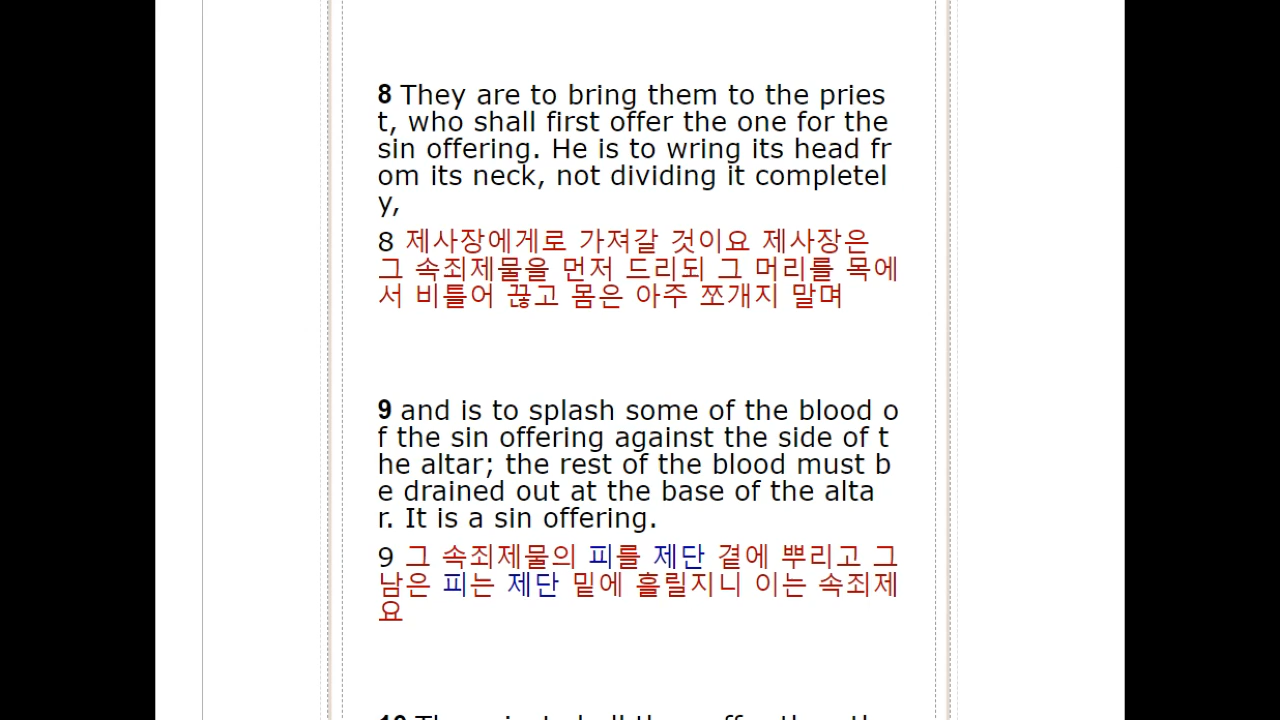 8 They are to bring them to the pries
t, who shall first offer the one for the
sin offering. He is to wring its head fr
om its neck, not dividing it completel
y,
8 제사장에게로 가져갈 것이요 제사장은
그 속죄제물을 먼저 드리되 그 머리를 목에
서 비틀어 끊고 몸은 아주 쪼개지 말며
9 and is to splash some of the blood o
f the sin offering against the side of t
he altar; the rest of the blood must b
e drained out at the base of the alta
r. It is a sin offering.
9 그 속죄제물의 피를 제단 곁에 뿌리고 그
남은 피는 제단 밑에 흘릴지니 이는 속죄제
요